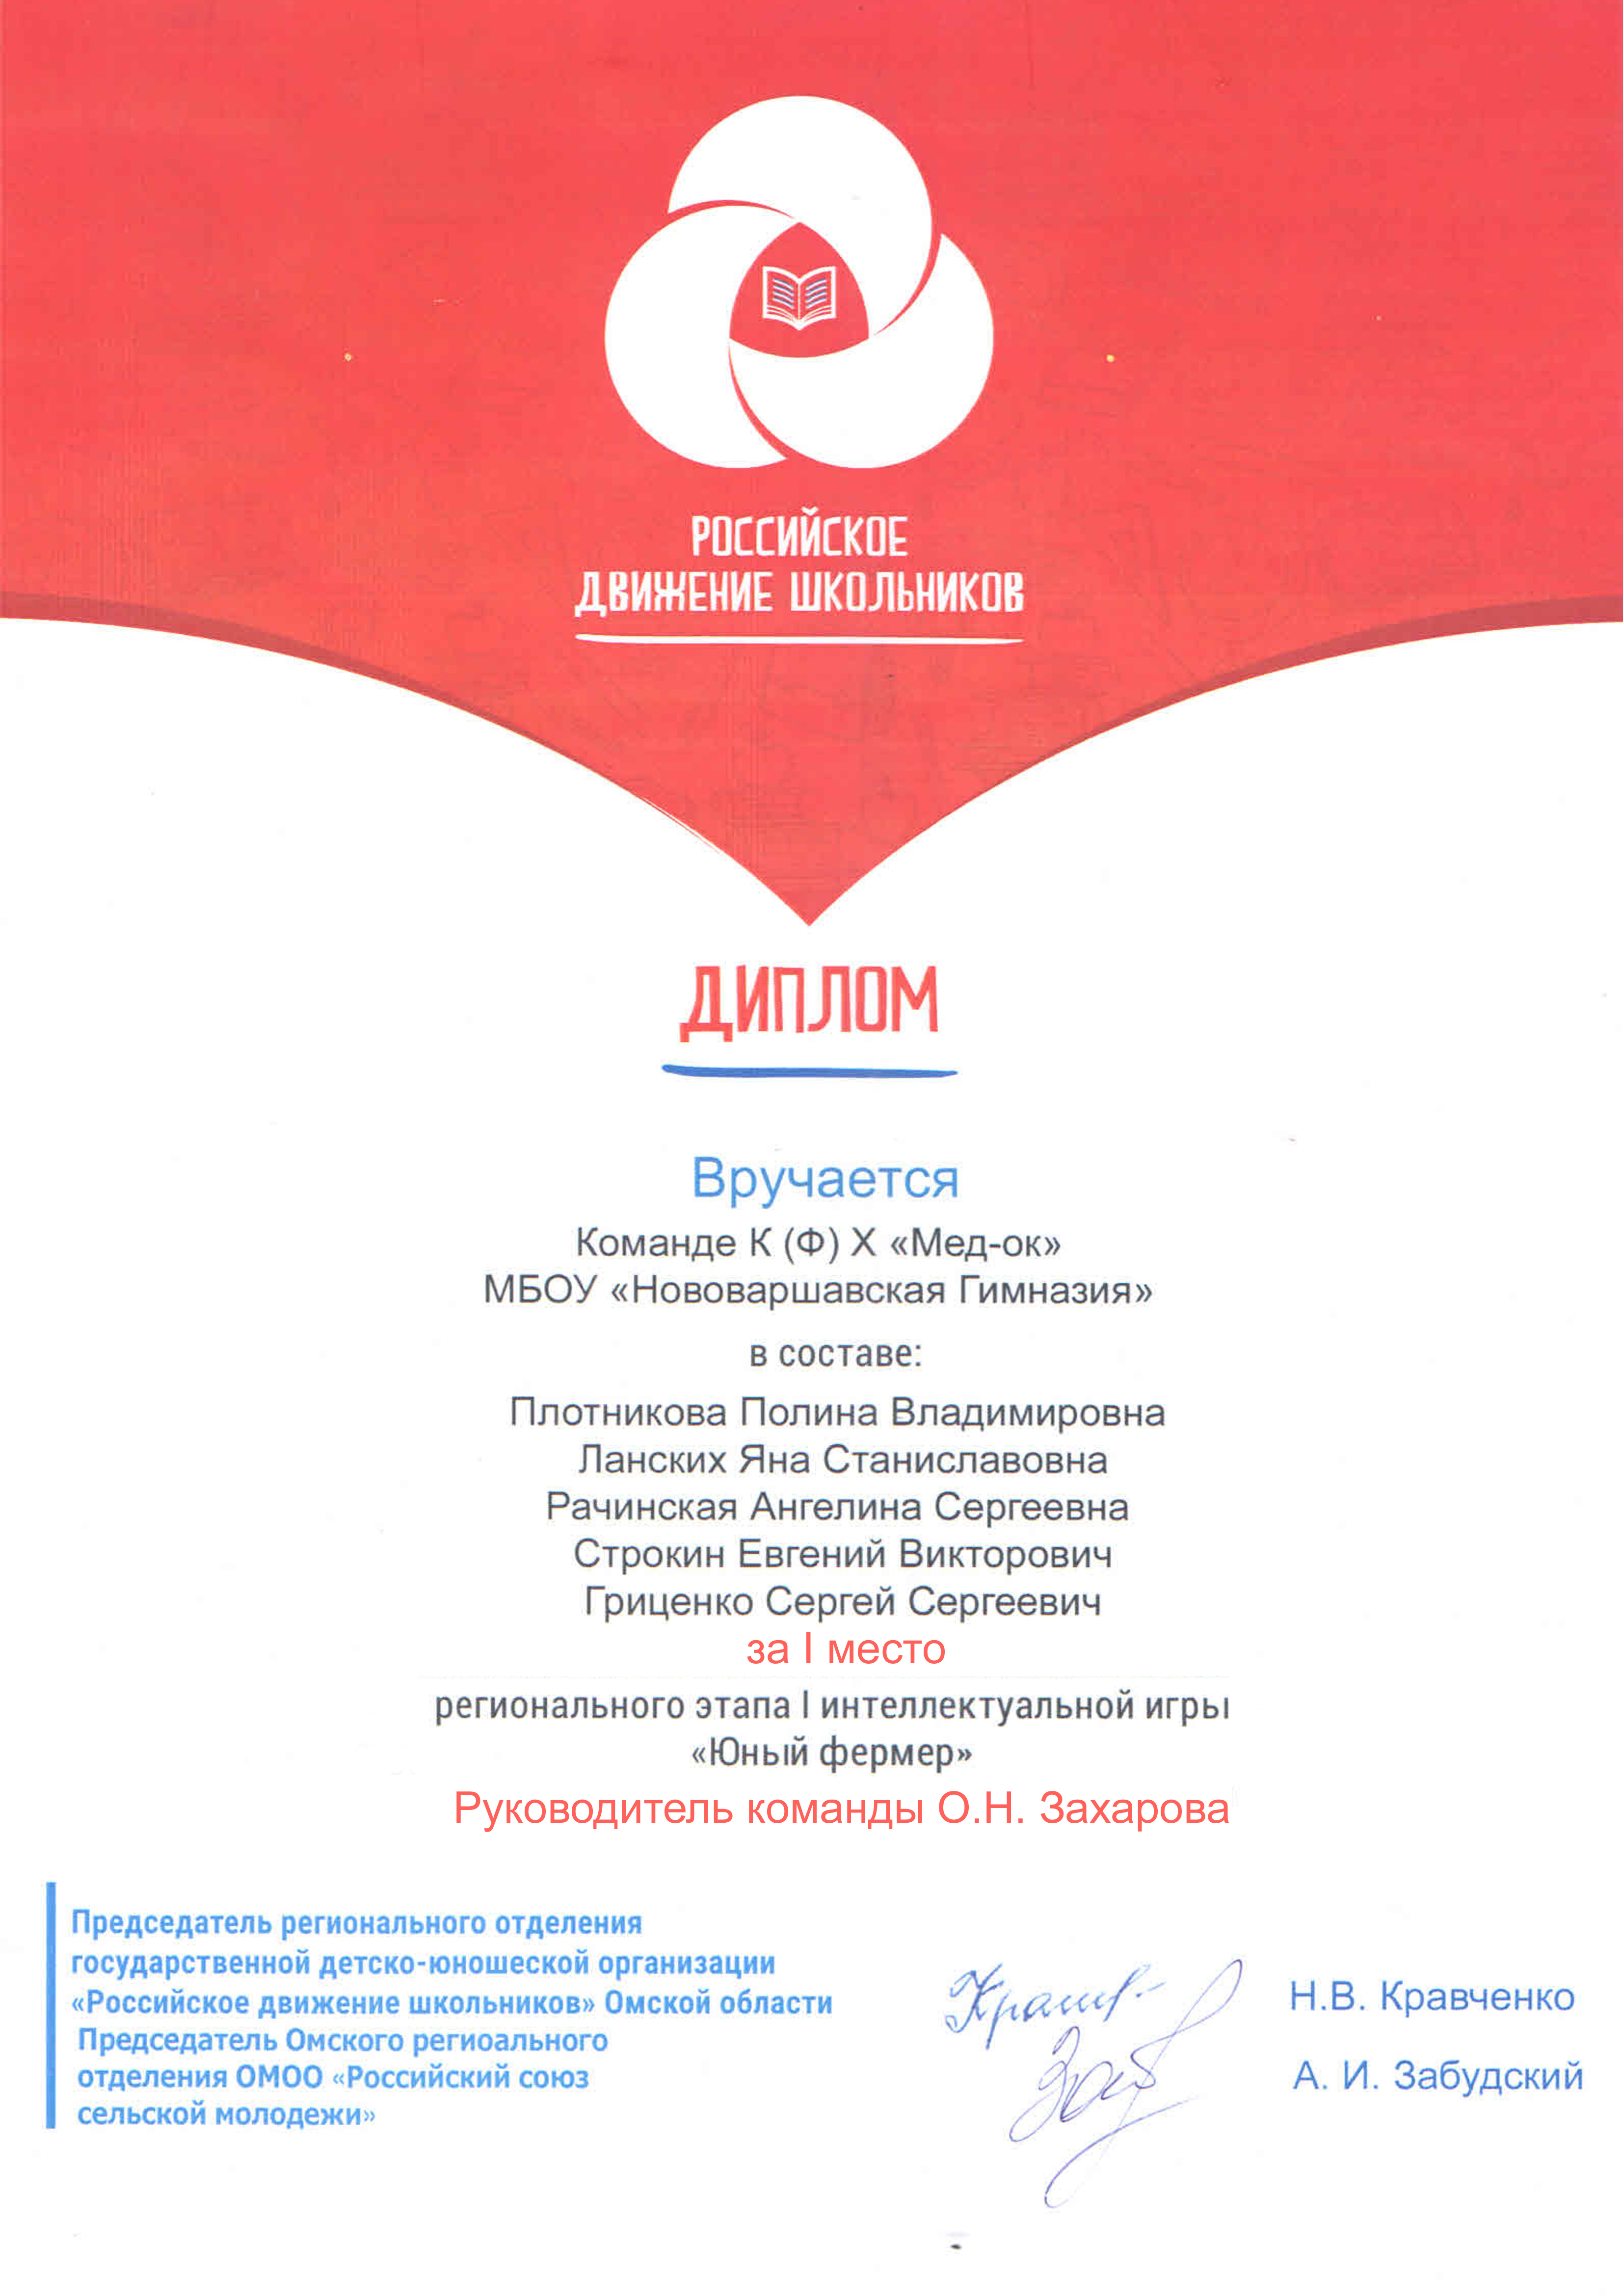 РОССИЙСКОЕ
ДВИЖЕНИЕ ШКОЛЬНИКОВ
ДИПЛОМ
Вручается
Команде К (Ф) Х «Мед-ок»
МБОУ «Нововаршавская Гимназия»
в составе:
Плотникова Полина Владимировна
Ланских Яна Станиславовна
Рачинская Ангелина Сергеевна
Строкин Евгений Викторович
Гриценко Сергей Сергеевич
за I место
регионального этапа I интеллектуальной игры
«Юный фермер»
Руководитель команды О.Н. Захарова
Председатель регионального отделения
государственной детско-юношеской организации
«Российское движение школьников» Омской области
Председатель Омского регоиального
отделения ОМОО «Российский союз
сельской молодежи»
Н.В. Кравченко
А. И. Забудский